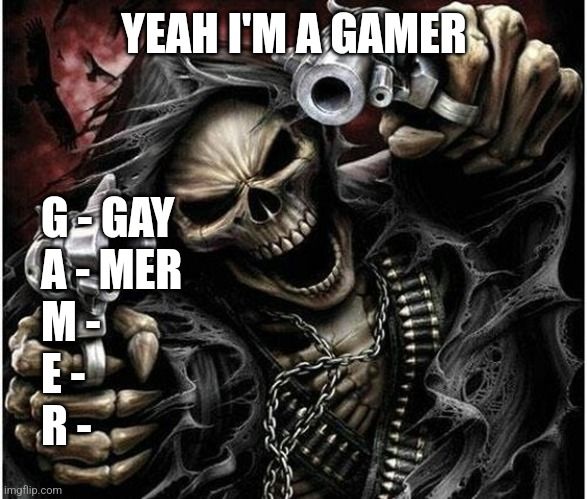 YEAH I'M A GAMER
G - GAY
A - MER
M -
E -
R -
imgflip.com